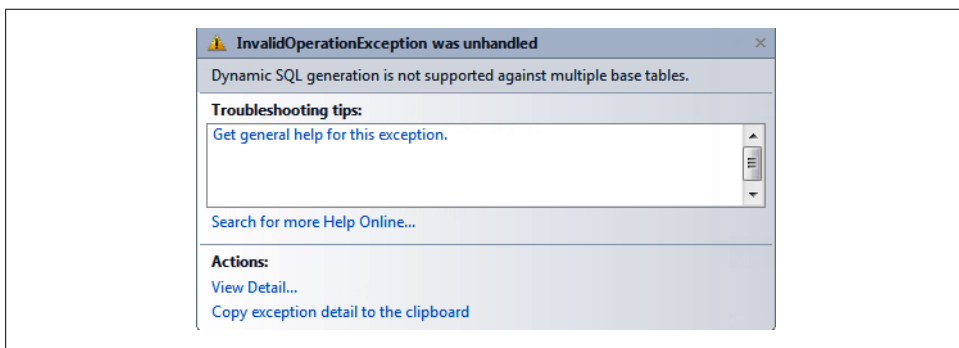 InvalidOperationException was unhandled
Dynamic SQL generation is not supported against multiple base tables.
Troubleshooting tips:
Get general help for this exception.
Search for more Help Online...
Actions:
View Detail...
Copy exception detail to the clipboard